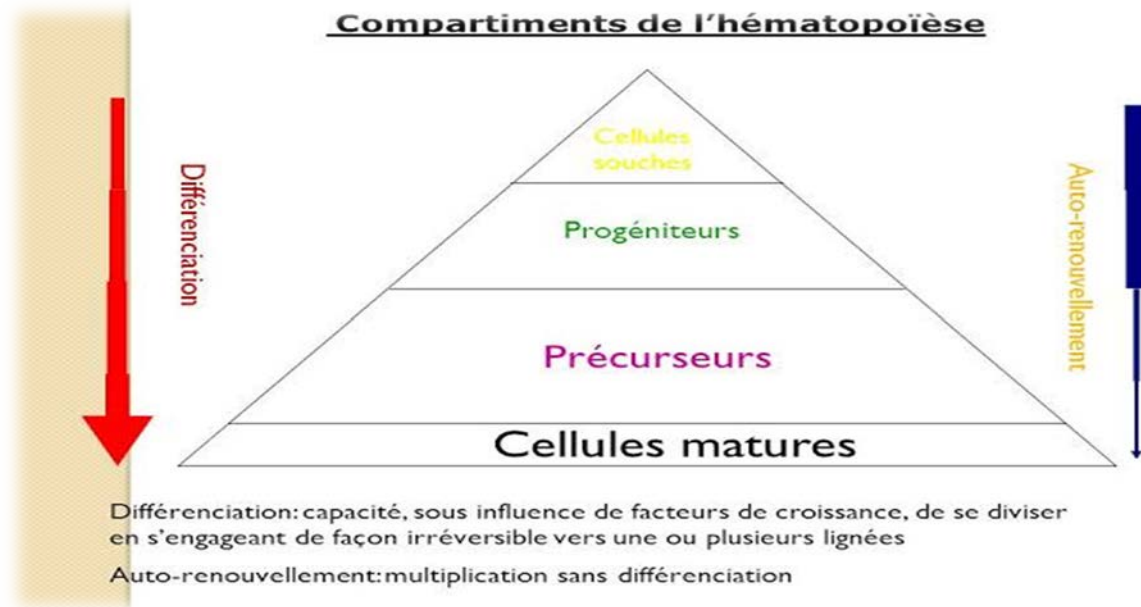 Compartiments de l'hématopoïèse
Différenciation
Cellules
souches
Progéniteurs
Précurseurs
Cellules matures
Auto-renouvellement
Différenciation: capacité, sous influence de facteurs de croissance, de se diviser
en s'engageant de façon irréversible vers une ou plusieurs lignées
Auto-renouvellement: multiplication sans différenciation